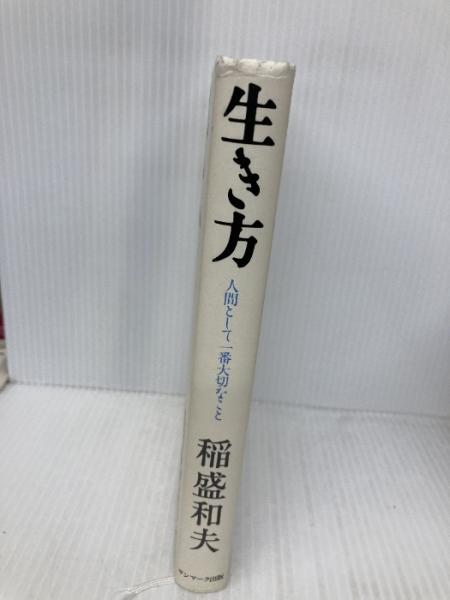 生き方
人間として一番大切なこと
稲盛和夫
サンマーク出版